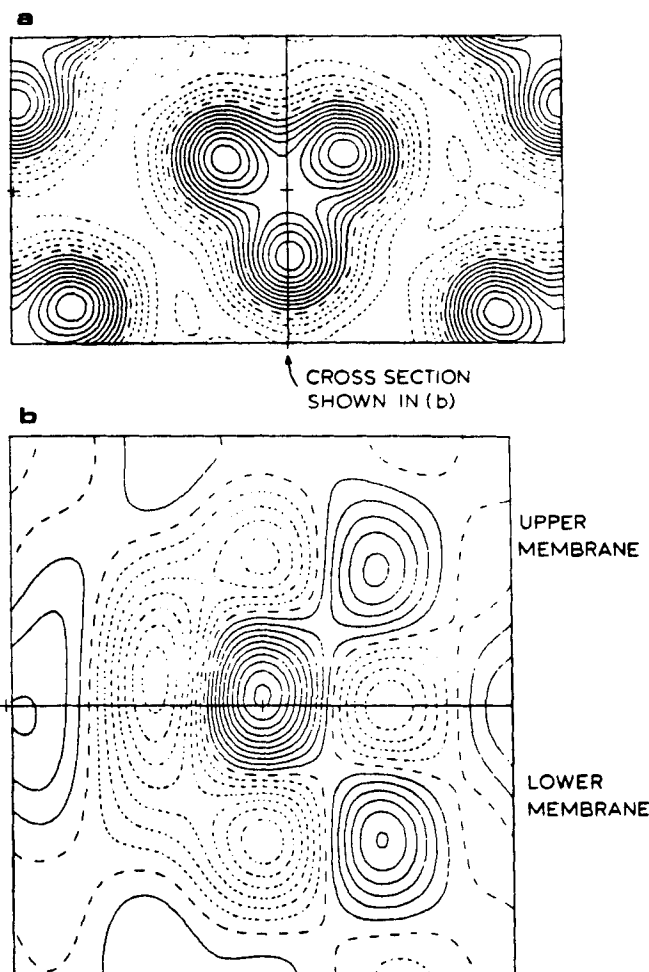 a
CROSS SECTION
SHOWN IN (b)
b
UPPER
MEMBRANE
LOWER
MEMBRANE